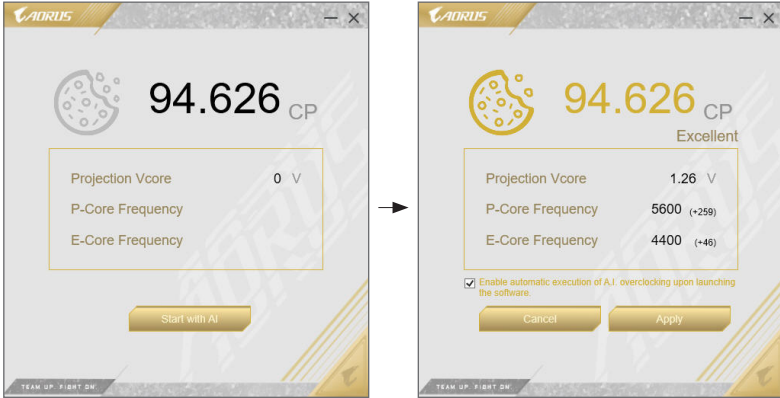 AORUS
94.626 CP
Projection Vcore 0 V
P-Core Frequency
E-Core Frequency
Start with AI
TEAM UP. FIGHT ON.
AORUS
94.626 CP
Excellent
Projection Vcore 1.26 V
P-Core Frequency 5600 (+259)
E-Core Frequency 4400 (+46)
Enable automatic execution of A.I. overclocking upon launching
the software.
Cancel Apply
TEAM UP. FIGHT ON.